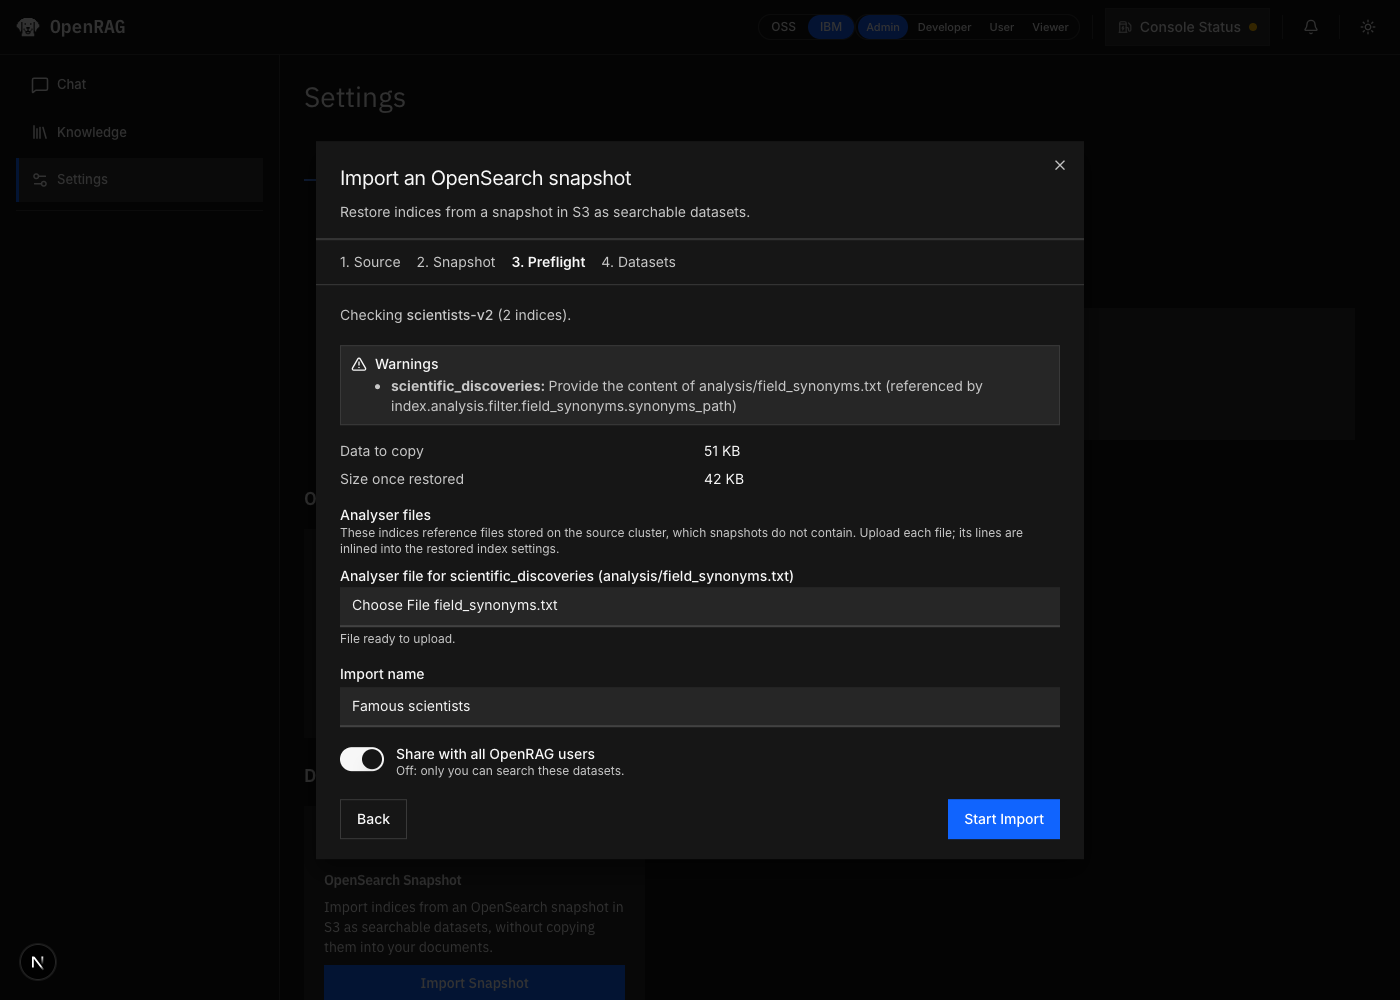 OpenRAG
OSS IBM Admin Developer User Viewer
Console Status
Chat
Knowledge
Settings
Settings
Import an OpenSearch snapshot
Restore indices from a snapshot in S3 as searchable datasets.
1. Source 2. Snapshot 3. Preflight 4. Datasets
Checking scientists-v2 (2 indices).
Warnings
• scientific_discoveries: Provide the content of analysis/field_synonyms.txt (referenced by
index.analysis.filter.field_synonyms.synonyms_path)
Data to copy 51 KB
Size once restored 42 KB
Analyser files
These indices reference files stored on the source cluster, which snapshots do not contain. Upload each file; its lines are
inlined into the restored index settings.
Analyser file for scientific_discoveries (analysis/field_synonyms.txt)
Choose File field_synonyms.txt
File ready to upload.
Import name
Famous scientists
Share with all OpenRAG users
Off: only you can search these datasets.
Back
Start Import
OpenSearch Snapshot
Import indices from an OpenSearch snapshot in
S3 as searchable datasets, without copying
them into your documents.
Import Snapshot
N